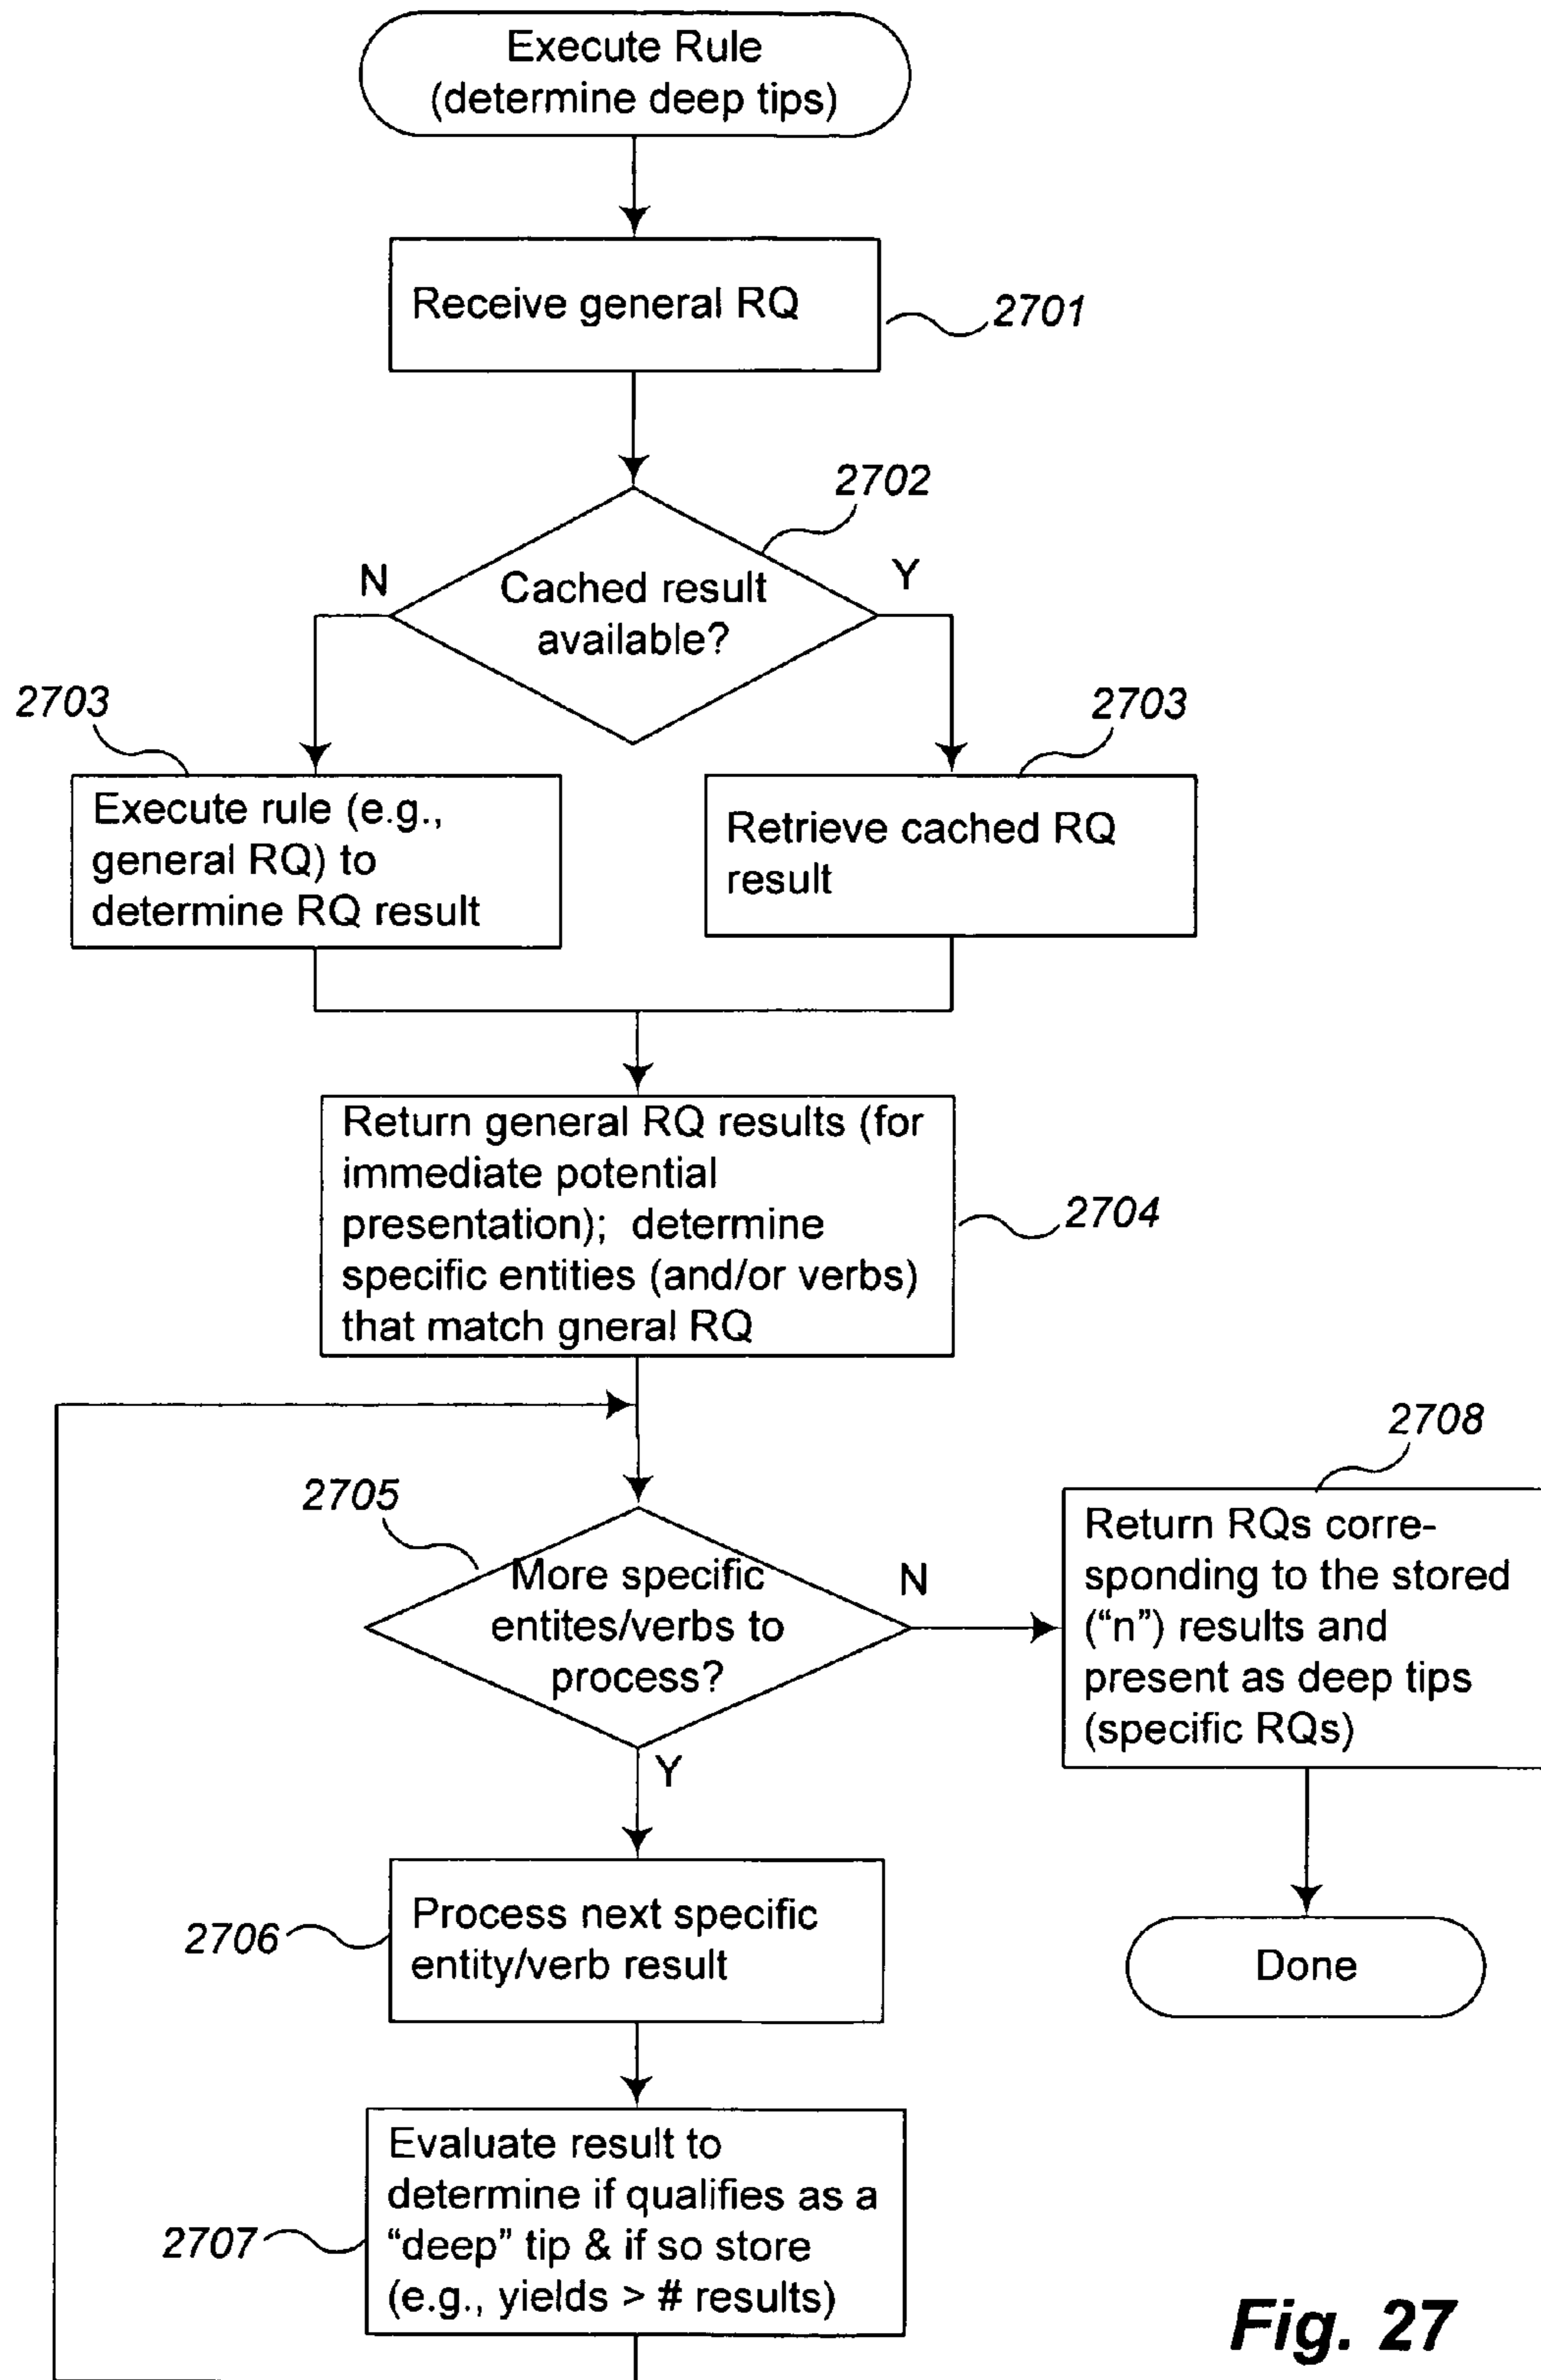 Execute Rule
(determine deep tips)
Receive general RQ
2701
2702
N
Y
Cached result
available?
2703
2703
Execute rule (e.g.,
general RQ) to
determine RQ result
Retrieve cached RQ
result
Return general RQ results (for
immediate potential
presentation); determine
specific entities (and/or verbs)
that match gneral RQ
2704
2705
More specific
entites/verbs to
process?
N
Y
2708
Return RQs corre-
sponding to the stored
(“n”) results and
present as deep tips
(specific RQs)
2706
Process next specific
entity/verb result
Done
2707
Evaluate result to
determine if qualifies as a
“deep” tip & if so store
(e.g., yields > # results)
Fig. 27